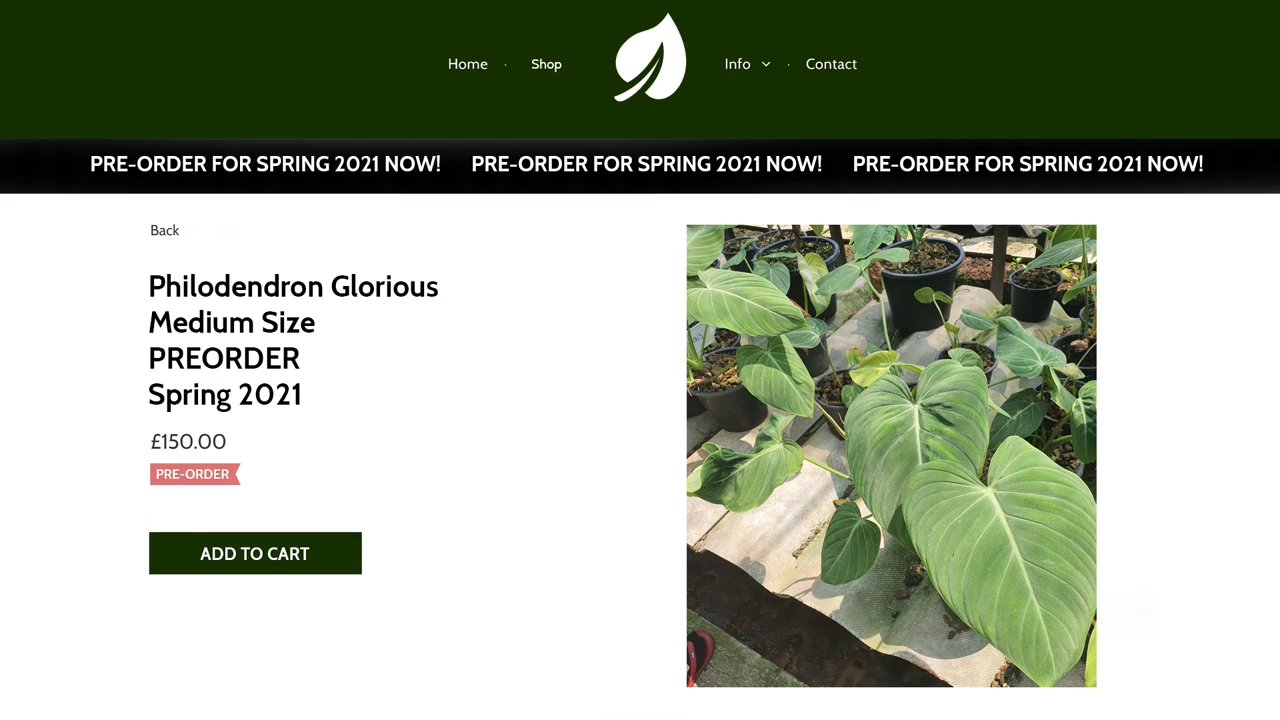 Home · Shop Info · Contact
PRE-ORDER FOR SPRING 2021 NOW! PRE-ORDER FOR SPRING 2021 NOW! PRE-ORDER FOR SPRING 2021 NOW!
Back
Philodendron Glorious
Medium Size
PREORDER
Spring 2021
£150.00
PRE-ORDER
ADD TO CART